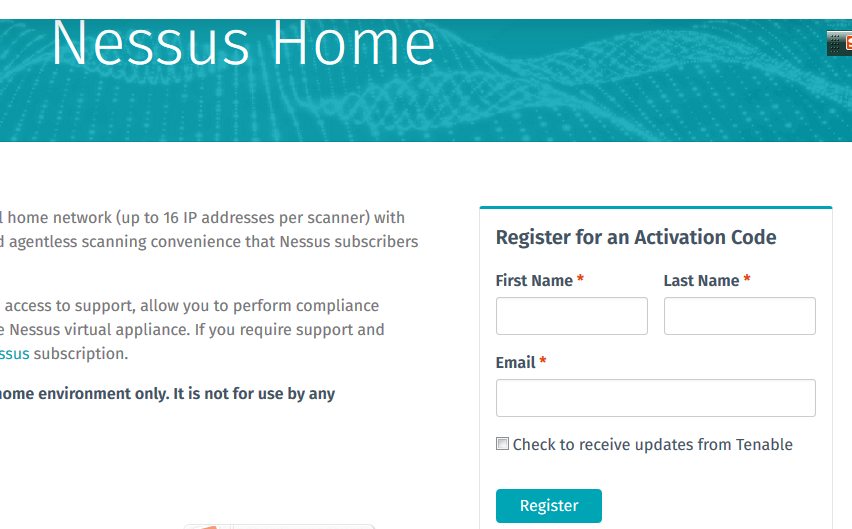 Nessus Home
home network (up to 16 IP addresses per scanner) with
agentless scanning convenience that Nessus subscribers
access to support, allow you to perform compliance
Nessus virtual appliance. If you require support and
subscription.
home environment only. It is not for use by any
Register for an Activation Code
First Name * Last Name *
Email *
Check to receive updates from Tenable
Register